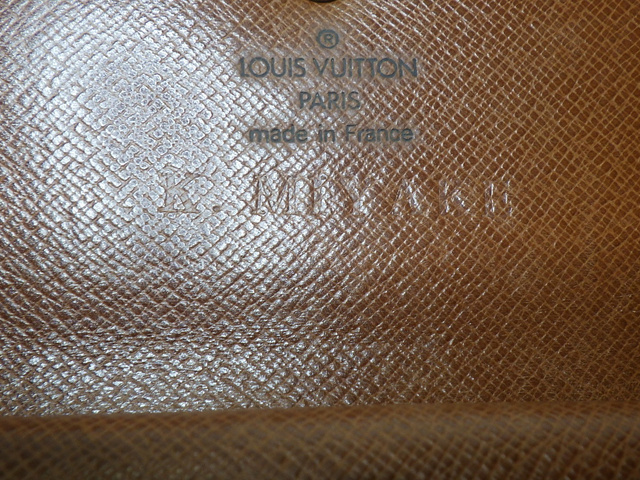 ®
LOUIS VUITTON
PARIS
made in France
K. MIYAKE